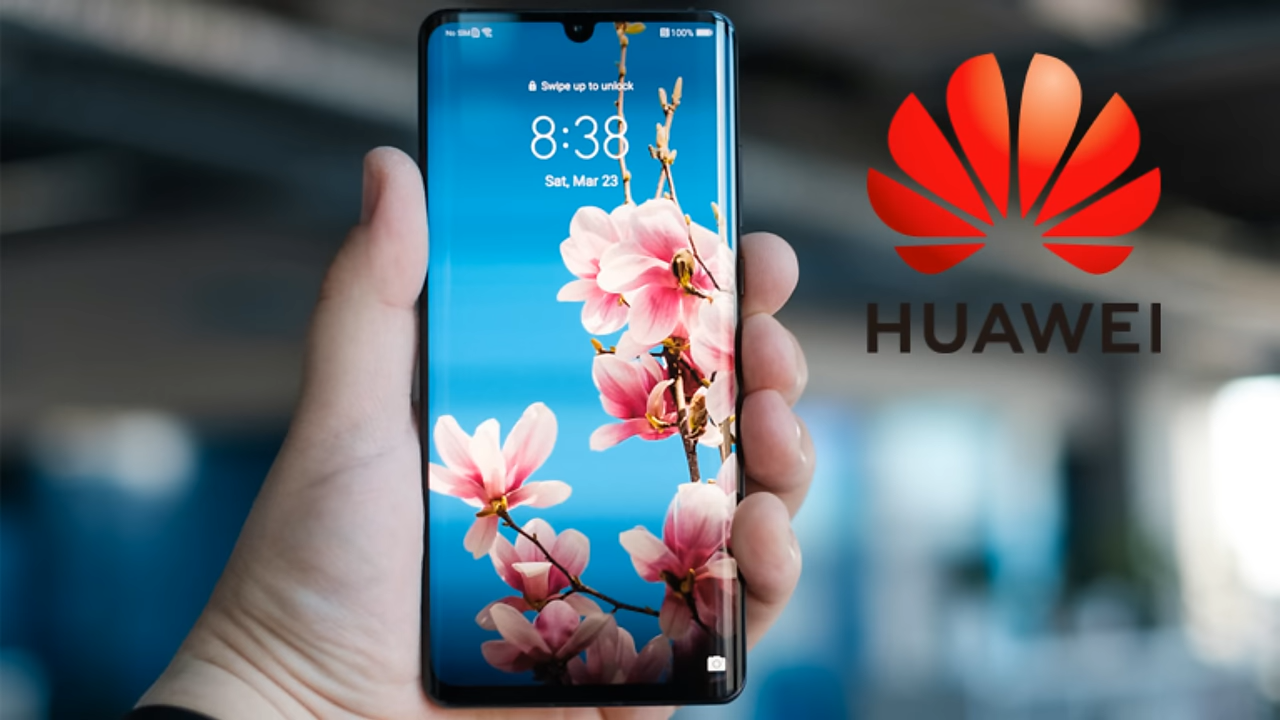 No SIM
100%
Swipe up to unlock
8:38
Sat, Mar 23
HUAWEI